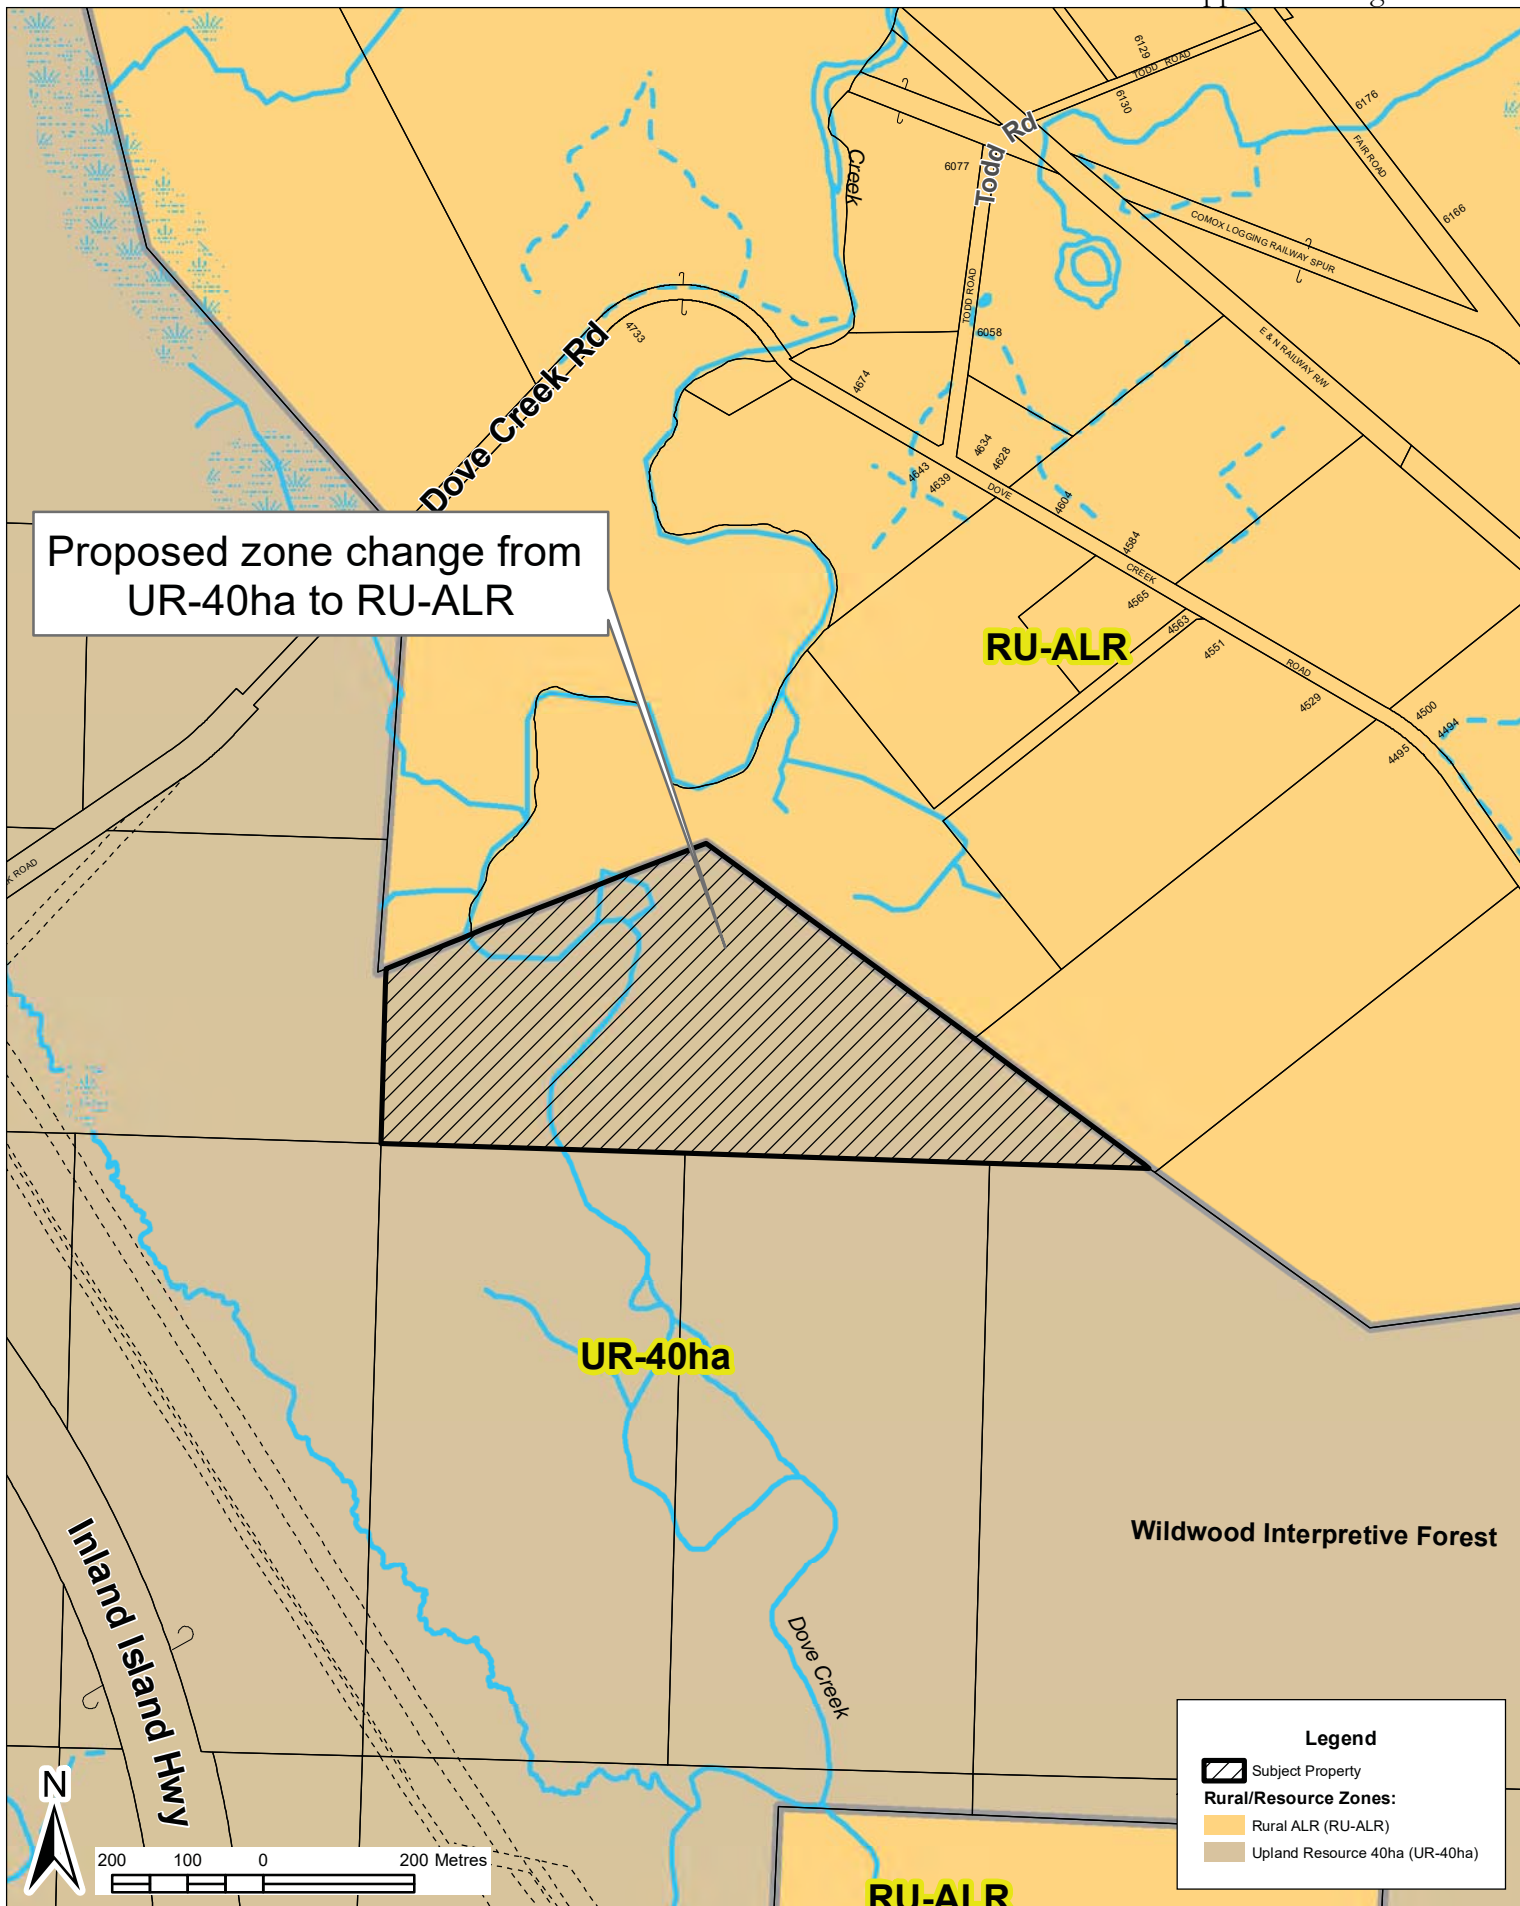 6129
TODD ROAD
6130
6176
FAIR ROAD
6166
Todd Rd
6077
Creek
COMOX LOGGING RAILWAY SPUR
TODD ROAD
6058
E & N RAILWAY R/W
4733
Dove Creek Rd
4674
4634
4628
4643
4639
DOVE
4604
4584
CREEK
4565
4563
4551
ROAD
4529
4500
4494
4495
Proposed zone change from
UR-40ha to RU-ALR
RU-ALR
ROAD
UR-40ha
Wildwood Interpretive Forest
Inland Island Hwy
Dove Creek
N
200 100 0 200 Metres
Legend
Subject Property
Rural/Resource Zones:
Rural ALR (RU-ALR)
Upland Resource 40ha (UR-40ha)
RU-ALR